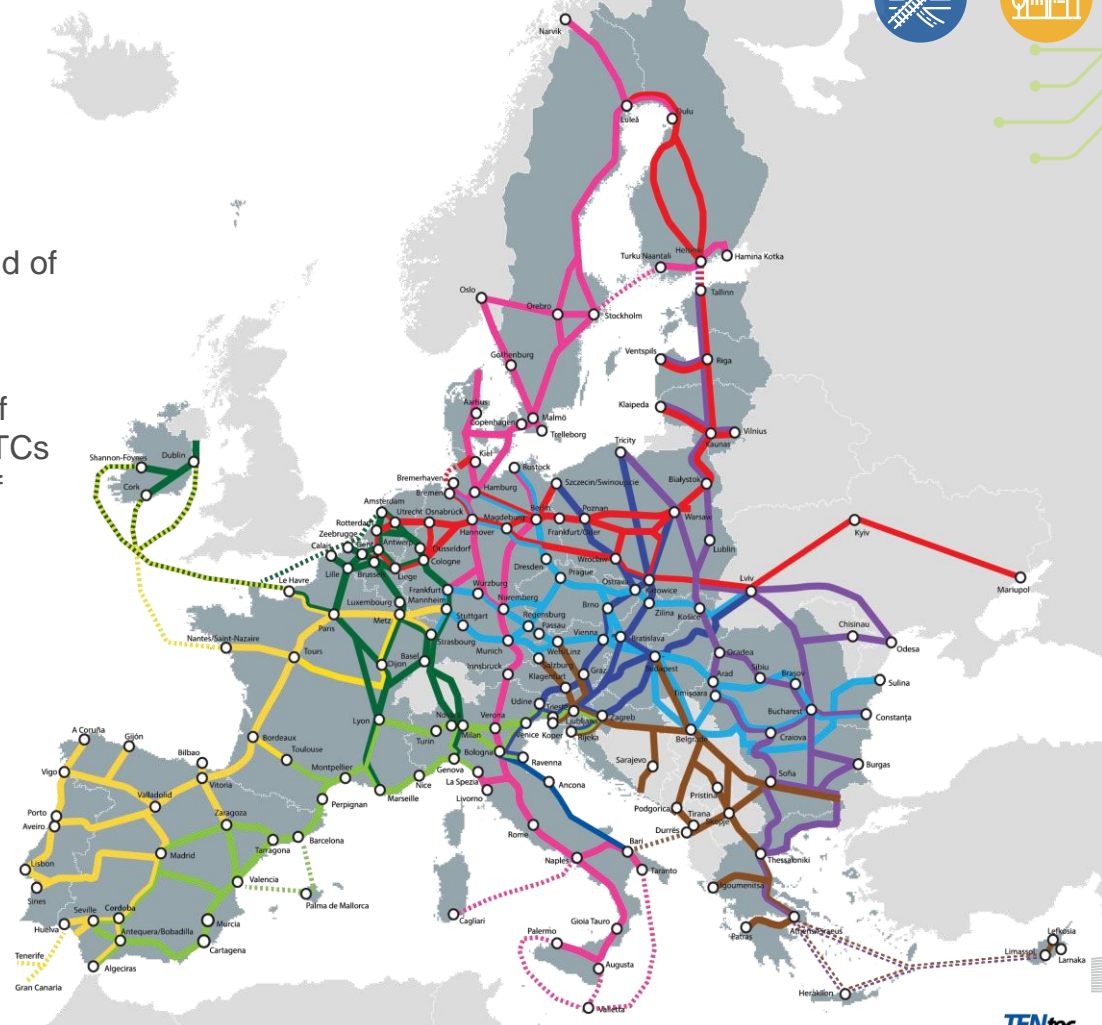 d of
f
TCs
f
Narvik
Luleå
Oulu
Turku Naantali
Helsinki
Hamina Kotka
Tallinn
Oslo
Örebro
Stockholm
Gothenburg
Ventspils
Riga
Klaipeda
Vilnius
Kaunas
Aarhus
Copenhagen
Malmö
Trelleborg
Tricity
Kiel
Rostock
Szczecin/Swinoujscie
Białystok
Shannon-Foynes
Dublin
Cork
Bremerhaven
Bremen
Hamburg
Amsterdam
Utrecht
Osnabrück
Magdeburg
Berlin
Poznan
Warsaw
Rotterdam
Hannover
Frankfurt/Oder
Kyiv
Zeebrugge
Calais
Gent
Antwerp
Düsseldorf
Cologne
Lublin
Wrocław
Lille
Brussels
Liege
Dresden
Prague
Ostrava
Katowice
Lviv
Mariupol
Le Havre
Luxembourg
Frankfurt
Mannheim
Würzburg
Nuremberg
Brno
Zilina
Košice
Paris
Metz
Stuttgart
Regensburg
Passau
Chisinau
Odesa
Nantes/Saint-Nazaire
Strasbourg
Munich
Wels/Linz
Vienna
Bratislava
Tours
Dijon
Basel
Innsbruck
Salzburg
Graz
Budapest
Oradea
Klagenfurt
Arad
Sibiu
Brasov
Sulina
Timișoara
Udine
Trieste
Ljubljana
Zagreb
Lyon
Novara
Milan
Verona
Venice
Koper
Rijeka
Bucharest
Constanța
Turin
Bologna
Belgrade
Craiova
A Coruña
Gijón
Bordeaux
Toulouse
Bilbao
Genova
Ravenna
Sarajevo
Burgas
Vigo
Vitoria
Montpellier
Nice
La Spezia
Ancona
Sofia
Valladolid
Marseille
Livorno
Pristina
Porto
Zaragoza
Perpignan
Podgorica
Tirana
Skopje
Aveiro
Rome
Durrës
Barcelona
Madrid
Tarragona
Naples
Bari
Thessaloniki
Lisbon
Taranto
Valencia
Igoumenitsa
Sines
Palma de Mallorca
Cagliari
Seville
Cordoba
Huelva
Murcia
Gioia Tauro
Patras
Athens/Piraeus
Antequera/Bobadilla
Palermo
Lefkosia
Cartagena
Limassol
Larnaka
Tenerife
Algeciras
Augusta
Gran Canaria
Heraklion
Valletta
TENtec